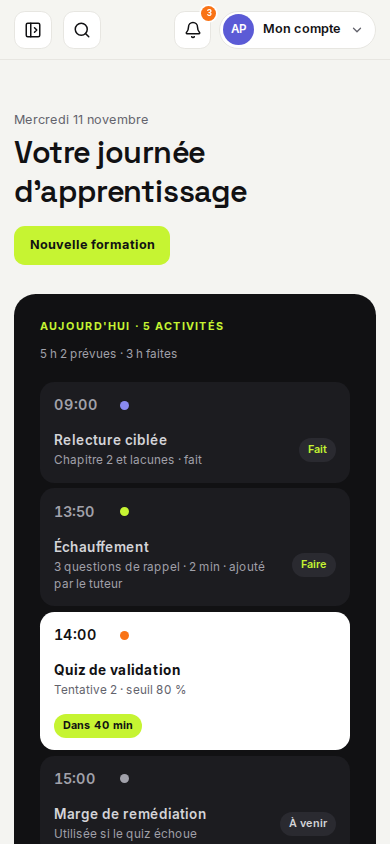 3
AP Mon compte
Mercredi 11 novembre
Votre journée
d'apprentissage
Nouvelle formation
AUJOURD'HUI · 5 ACTIVITÉS
5 h 2 prévues · 3 h faites
09:00
Relecture ciblée
Chapitre 2 et lacunes · fait
Fait
13:50
Échauffement
3 questions de rappel · 2 min · ajouté
par le tuteur
Faire
14:00
Quiz de validation
Tentative 2 · seuil 80 %
Dans 40 min
15:00
Marge de remédiation
Utilisée si le quiz échoue
À venir